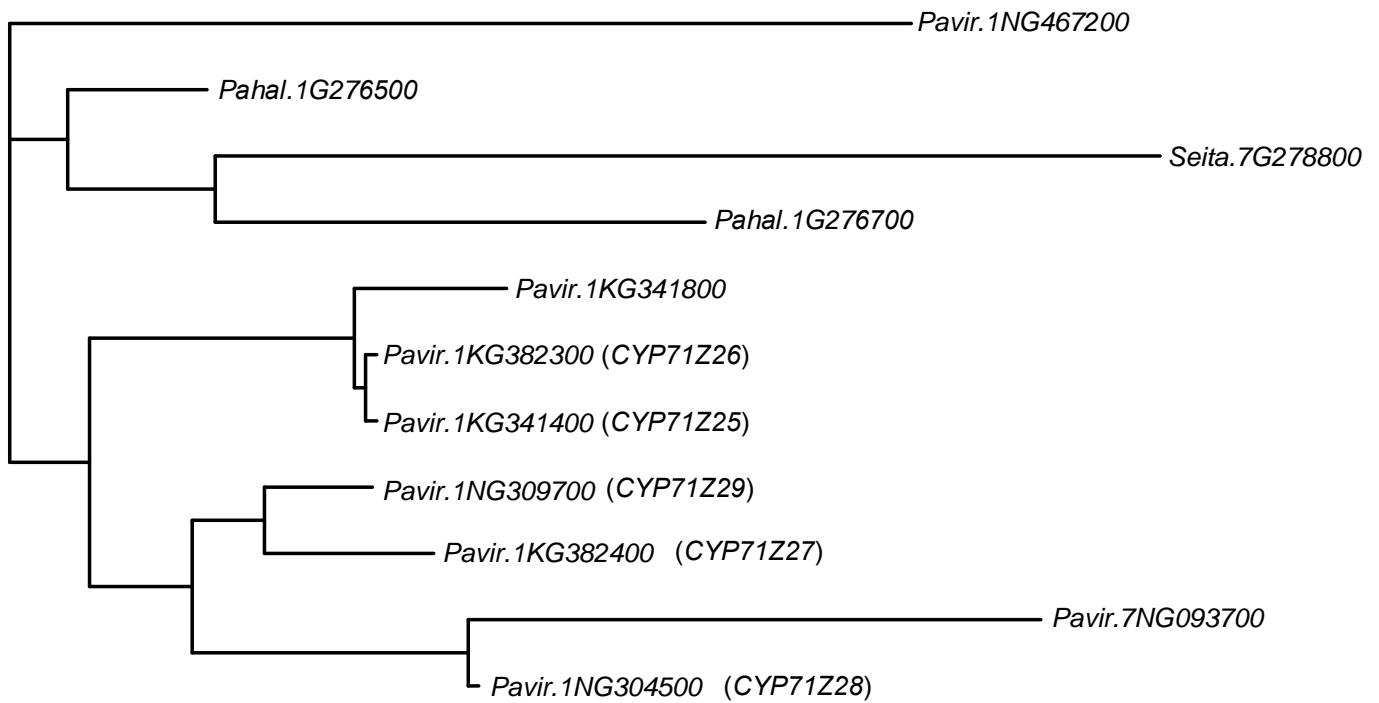 Pavir.1NG467200
Pahal.1G276500
Seita.7G278800
Pahal.1G276700
Pavir.1KG341800
Pavir.1KG382300 (CYP71Z26)
Pavir.1KG341400 (CYP71Z25)
Pavir.1NG309700 (CYP71Z29)
Pavir.1KG382400 (CYP71Z27)
Pavir.7NG093700
Pavir.1NG304500 (CYP71Z28)